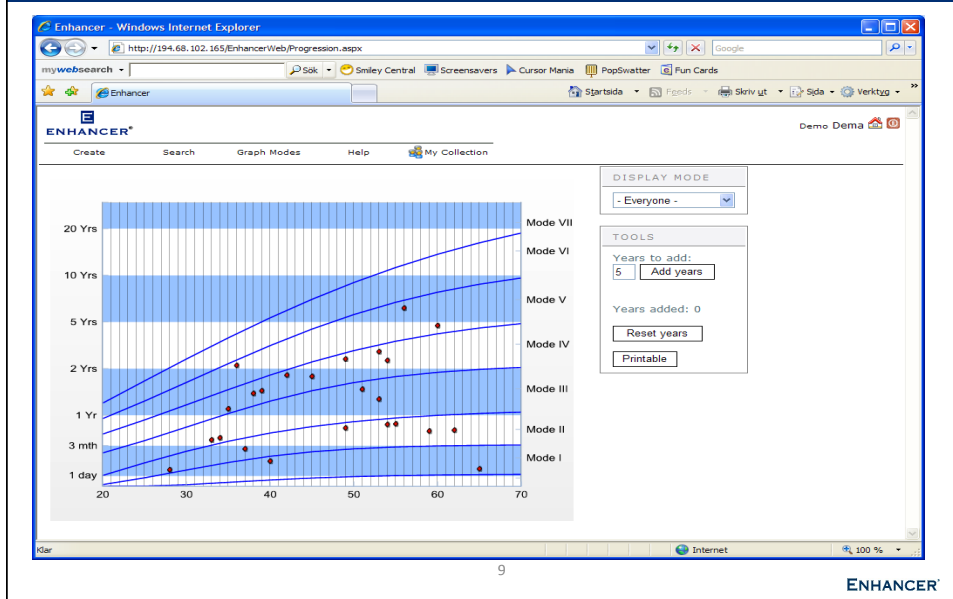 Enhancer - Windows Internet Explorer
http://194.68.102.165/EnhancerWeb/Progression.aspx
Google
mywebsearch
Sök
Smiley Central
Screensavers
Cursor Mania
PopSwatter
Fun Cards
Enhancer
Startsida
Feeds
Skriv ut
Sida
Verktyg
»
ENHANCER®
Demo Dema
Create
Search
Graph Modes
Help
My Collection
DISPLAY MODE
- Everyone -
TOOLS
Years to add:
5
Add years
Years added: 0
Reset years
Printable
20 Yrs
10 Yrs
5 Yrs
2 Yrs
1 Yr
3 mth
1 day
Mode VII
Mode VI
Mode V
Mode IV
Mode III
Mode II
Mode I
20 30 40 50 60 70
Klar
Internet
100 %
9
ENHANCER